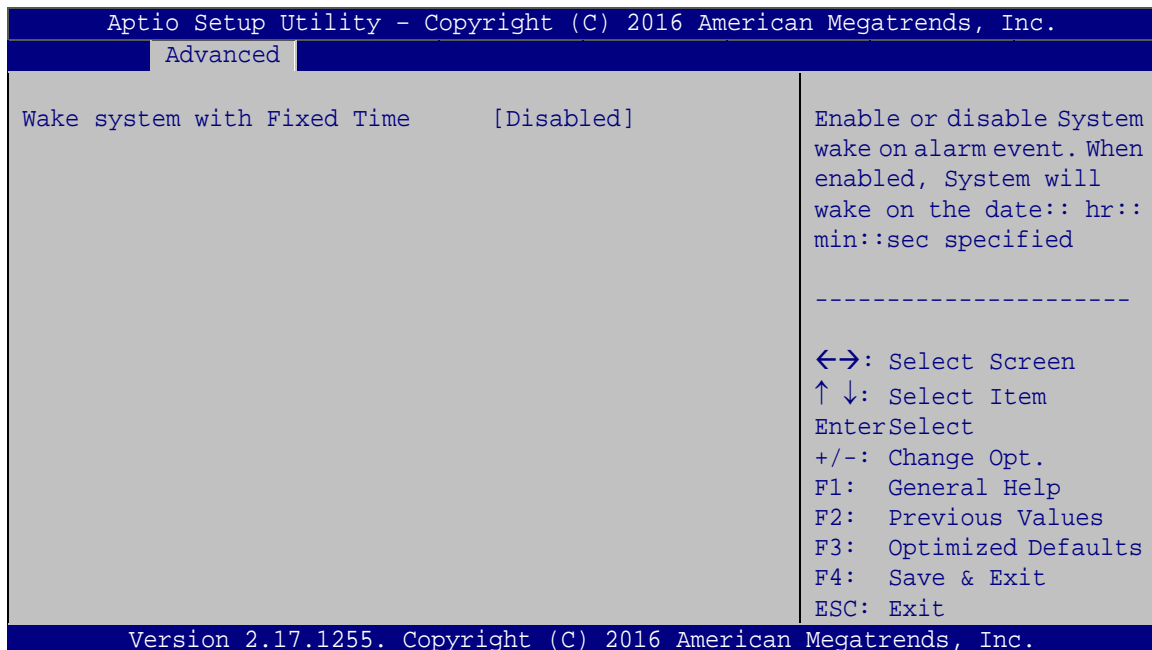 Aptio Setup Utility – Copyright (C) 2016 American Megatrends, Inc.
Advanced
Wake system with Fixed Time [Disabled]
Enable or disable System
wake on alarm event. When
enabled, System will
wake on the date:: hr::
min::sec specified
----------------------
←→: Select Screen
↑ ↓: Select Item
EnterSelect
+/-: Change Opt.
F1: General Help
F2: Previous Values
F3: Optimized Defaults
F4: Save & Exit
ESC: Exit
Version 2.17.1255. Copyright (C) 2016 American Megatrends, Inc.